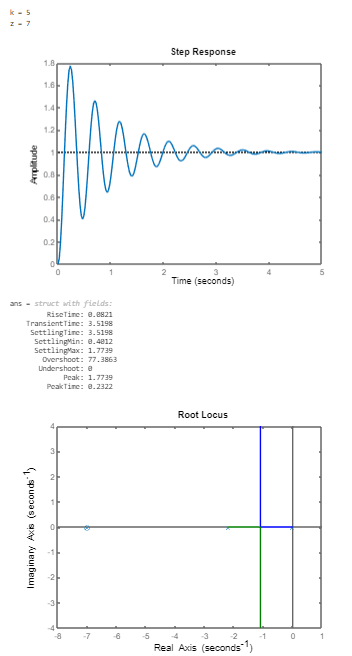 k = 5
z = 7
Step Response
1.8
1.6
1.4
1.2
1
0.8
0.6
0.4
0.2
0
Amplitude
0 1 2 3 4 5
Time (seconds)
ans = struct with fields:
RiseTime: 0.0821
TransientTime: 3.5198
SettlingTime: 3.5198
SettlingMin: 0.4012
SettlingMax: 1.7739
Overshoot: 77.3863
Undershoot: 0
Peak: 1.7739
PeakTime: 0.2322
Root Locus
4
3
2
1
0
-1
-2
-3
-4
Imaginary Axis (seconds-1)
-8 -7 -6 -5 -4 -3 -2 -1 0 1
Real Axis (seconds-1)